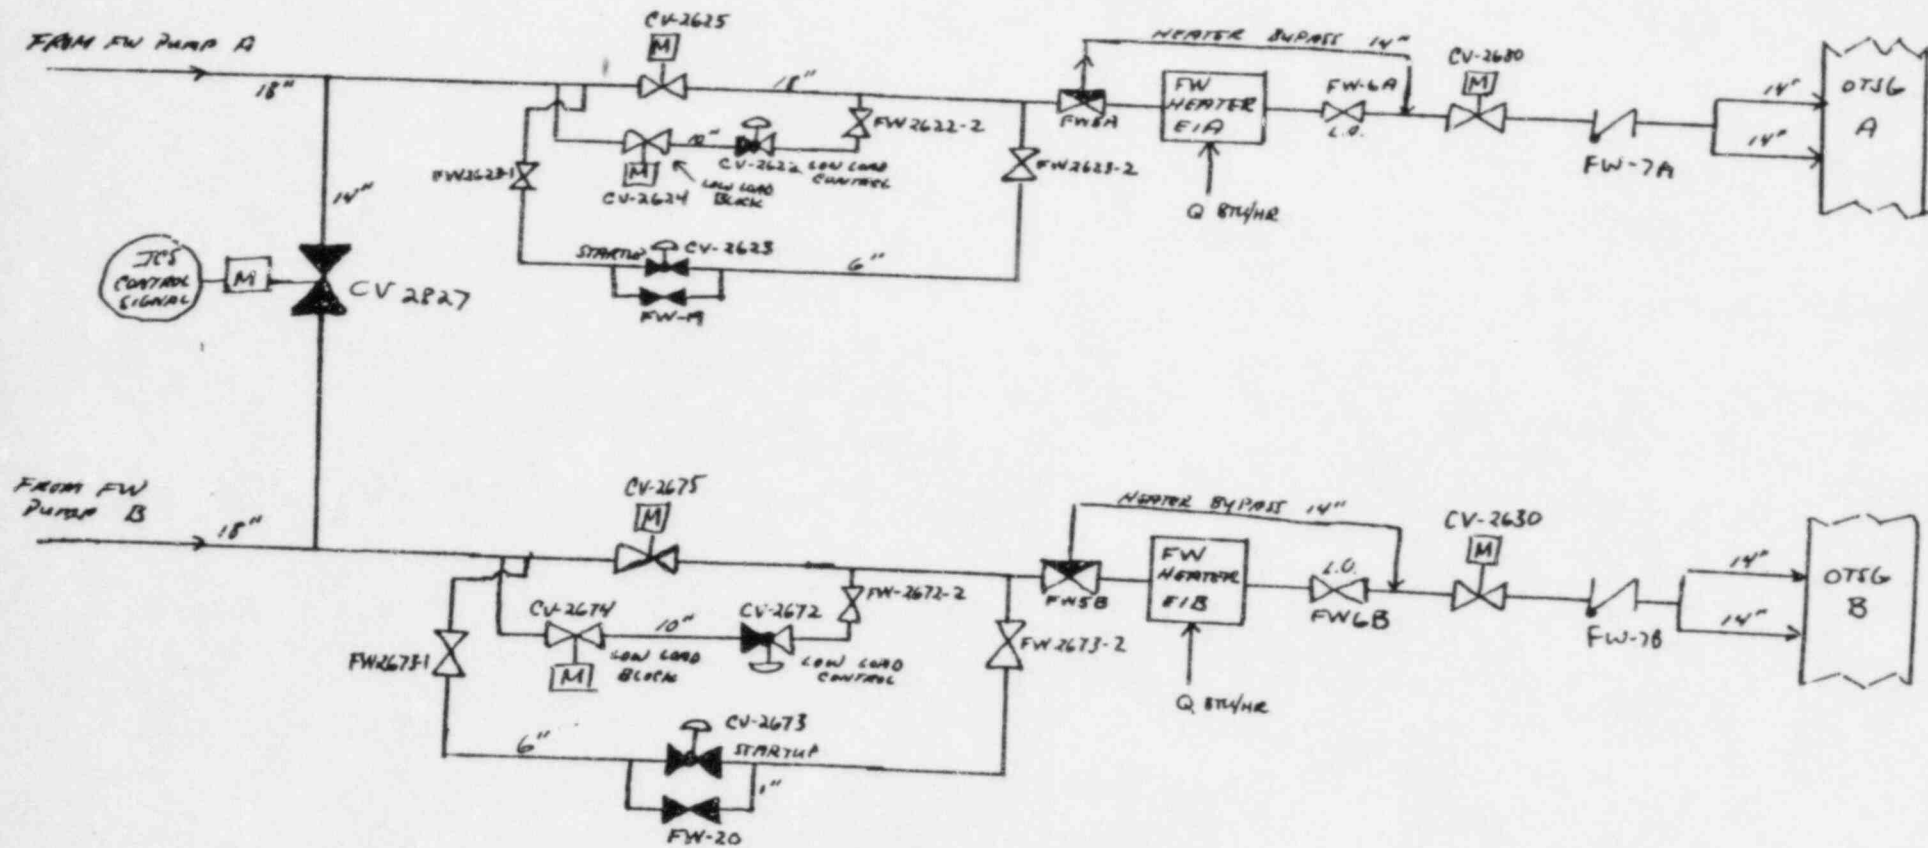 FROM FW PUMP A
18"
CV-2625
M
18"
HEATER BYPASS 14"
CV-2680
M
FW5A
FW
HEATER
E1A
FW-6A
L.O.
FW-7A
14"
14"
OTSG
A
FW2622-2
10"
CV-2622 LOW LOAD
CONTROL
M
CV-2624
LOW LOAD
BLOCK
FW2623-1
FW2623-2
Q BTU/HR
STARTUP
CV-2623
6"
FW-19
14"
ICS
CONTROL
SIGNAL
M
CV 2827
FROM FW
PUMP B
18"
CV-2675
M
HEATER BYPASS 14"
CV-2630
M
FW5B
FW
HEATER
E1B
L.O.
FW6B
FW-7B
14"
14"
OTSG
B
FW-2672-2
CV-2674
10"
CV-2672
M
LOW LOAD
BLOCK
LOW LOAD
CONTROL
FW2673-1
FW2673-2
Q BTU/HR
6"
CV-2673
STARTUP
1"
FW-20